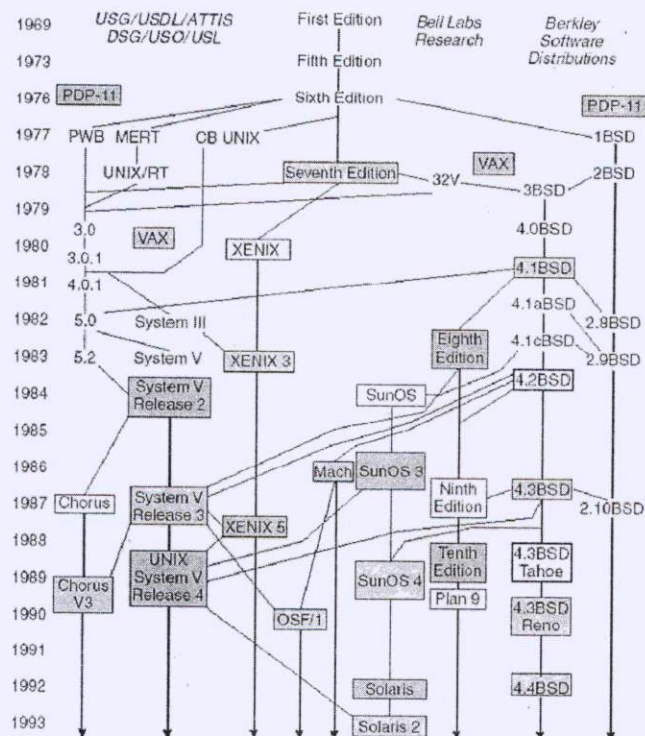 USG/USDL/ATTIS
DSG/USO/USL
Bell Labs
Research
Berkley
Software
Distributions
1969
First Edition
1973
Fifth Edition
1976
PDP-11
Sixth Edition
PDP-11
1977
PWB
MERT
CB UNIX
1BSD
1978
UNIX/RT
Seventh Edition
32V
VAX
2BSD
3BSD
1979
3.0
VAX
4.0BSD
1980
3.0.1
XENIX
1981
4.0.1
4.1BSD
4.1aBSD
1982
5.0
System III
2.8BSD
4.1cBSD
1983
5.2
System V
XENIX 3
Eighth
Edition
2.9BSD
4.2BSD
1984
System V
Release 2
SunOS
1985
1986
Mach
SunOS 3
1987
Chorus
System V
Release 3
Ninth
Edition
4.3BSD
2.10BSD
XENIX 5
1988
UNIX
System V
Release 4
Tenth
Edition
4.3BSD
Tahoe
1989
Chorus
V3
SunOS 4
Plan 9
1990
OSF/1
4.3BSD
Reno
1991
1992
Solaris
4.4BSD
1993
Solaris 2